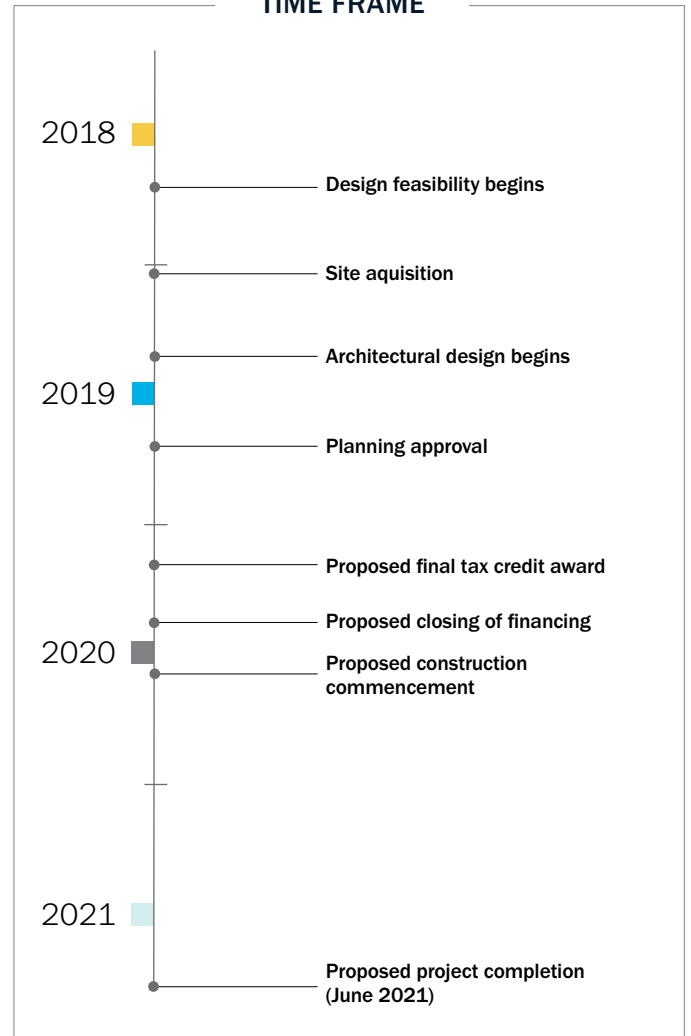 TIME FRAME
2018
Design feasibility begins
Site aquisition
Architectural design begins
2019
Planning approval
Proposed final tax credit award
Proposed closing of financing
2020
Proposed construction
commencement
2021
Proposed project completion
(June 2021)